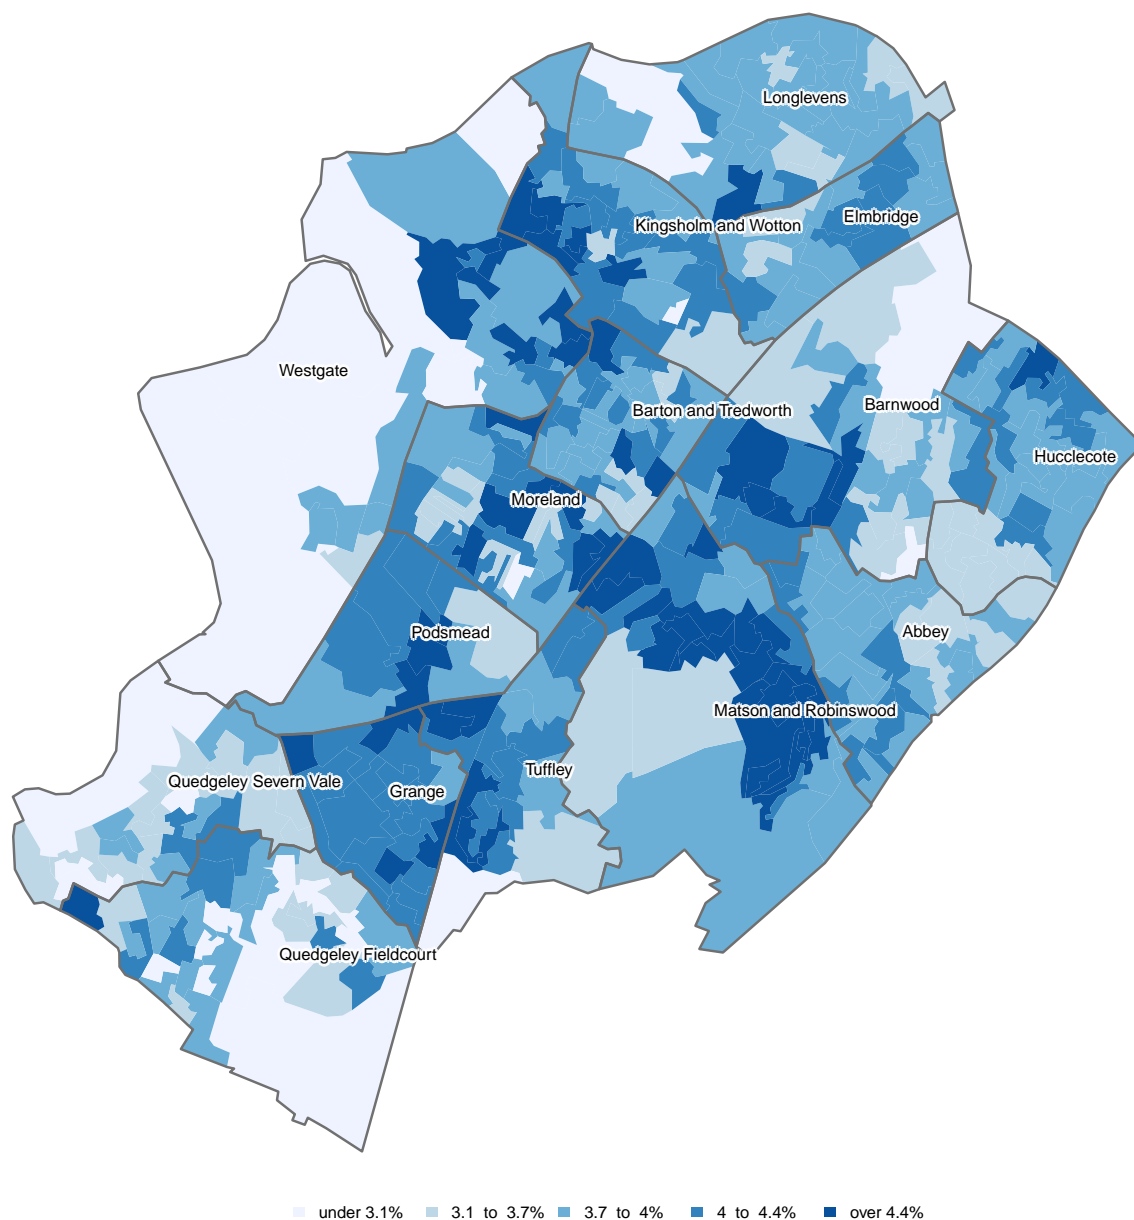 Longlevens
Elmbridge
Kingsholm and Wotton
Westgate
Barton and Tredworth
Barnwood
Hucclecote
Moreland
Podsmead
Abbey
Matson and Robinswood
Tuffley
Quedgeley Severn Vale
Grange
Quedgeley Fieldcourt
under 3.1% 3.1 to 3.7% 3.7 to 4% 4 to 4.4% over 4.4%